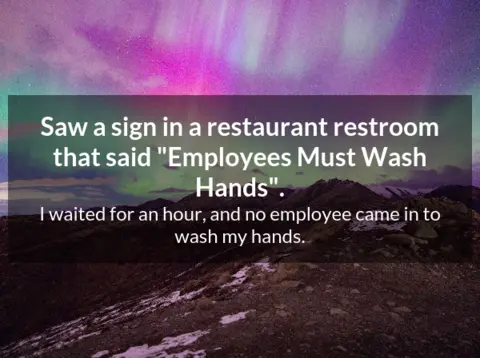 Saw a sign in a restaurant restroom
that said "Employees Must Wash
Hands".
I waited for an hour, and no employee came in to
wash my hands.